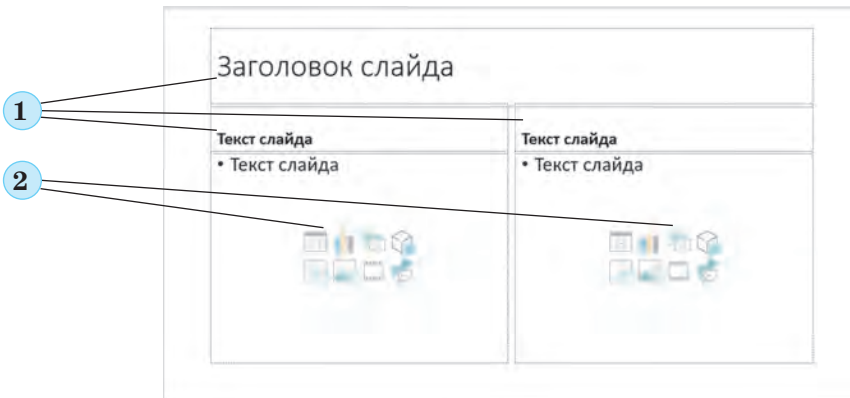 Заголовок слайда
1
Текст слайда
Текст слайда
• Текст слайда
• Текст слайда
2